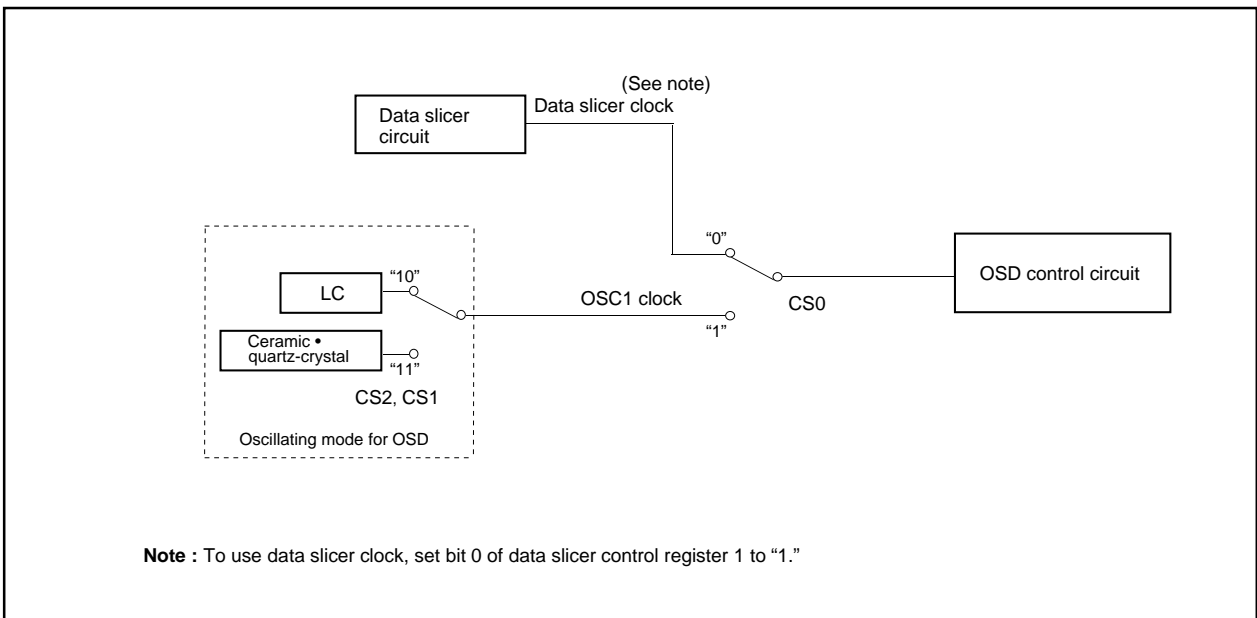 (See note)
Data slicer clock
Data slicer
circuit
“0”
OSD control circuit
“10”
LC
OSC1 clock
CS0
“1”
Ceramic •
quartz-crystal
“11”
CS2, CS1
Oscillating mode for OSD
Note : To use data slicer clock, set bit 0 of data slicer control register 1 to “1.”